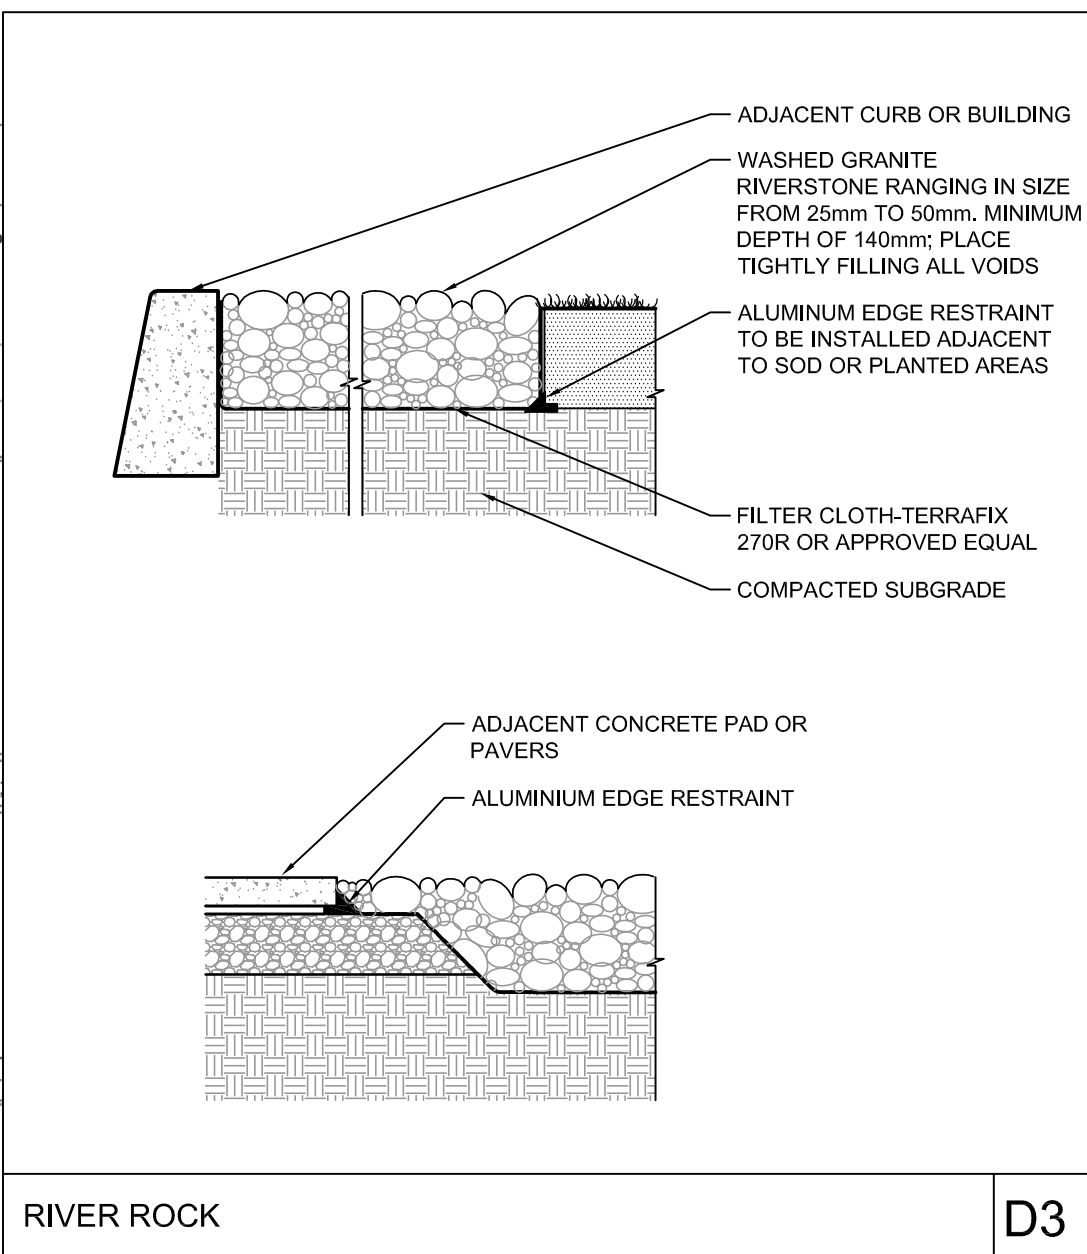 ADJACENT CURB OR BUILDING
WASHED GRANITE
RIVERSTONE RANGING IN SIZE
FROM 25mm TO 50mm. MINIMUM
DEPTH OF 140mm; PLACE
TIGHTLY FILLING ALL VOIDS
ALUMINUM EDGE RESTRAINT
TO BE INSTALLED ADJACENT
TO SOD OR PLANTED AREAS
FILTER CLOTH-TERRAFIX
270R OR APPROVED EQUAL
COMPACTED SUBGRADE
ADJACENT CONCRETE PAD OR
PAVERS
ALUMINIUM EDGE RESTRAINT
RIVER ROCK
D3